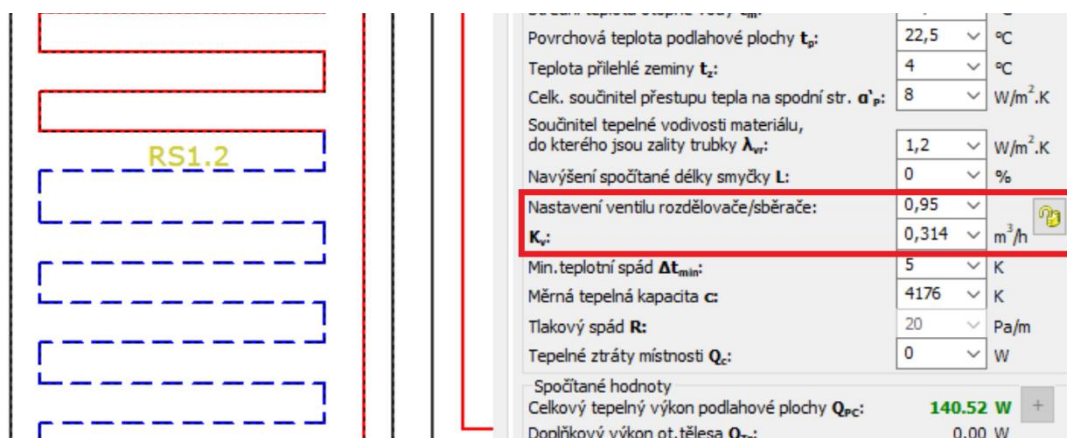 Povrchová teplota podlahové plochy tp: 22,5 °C
Teplota přilehlé zeminy tz: 4 °C
Celk. součinitel přestupu tepla na spodní str. α'p: 8 W/m².K
Součinitel tepelné vodivosti materiálu,
do kterého jsou zality trubky λvr: 1,2 W/m².K
RS1.2
Navýšení spočítané délky smyčky L: 0 %
Nastavení ventilu rozdělovače/sběrače: 0,95
Kv: 0,314 m³/h
Min.teplotní spád Δtmin: 5 K
Měrná tepelná kapacita c: 4176 K
Tlakový spád R: 20 Pa/m
Tepelné ztráty místnosti Qc: 0 W
Spočítané hodnoty
Celkový tepelný výkon podlahové plochy QPC: 140.52 W +
Doplňkový výkon ot.tělesa 0.00 W